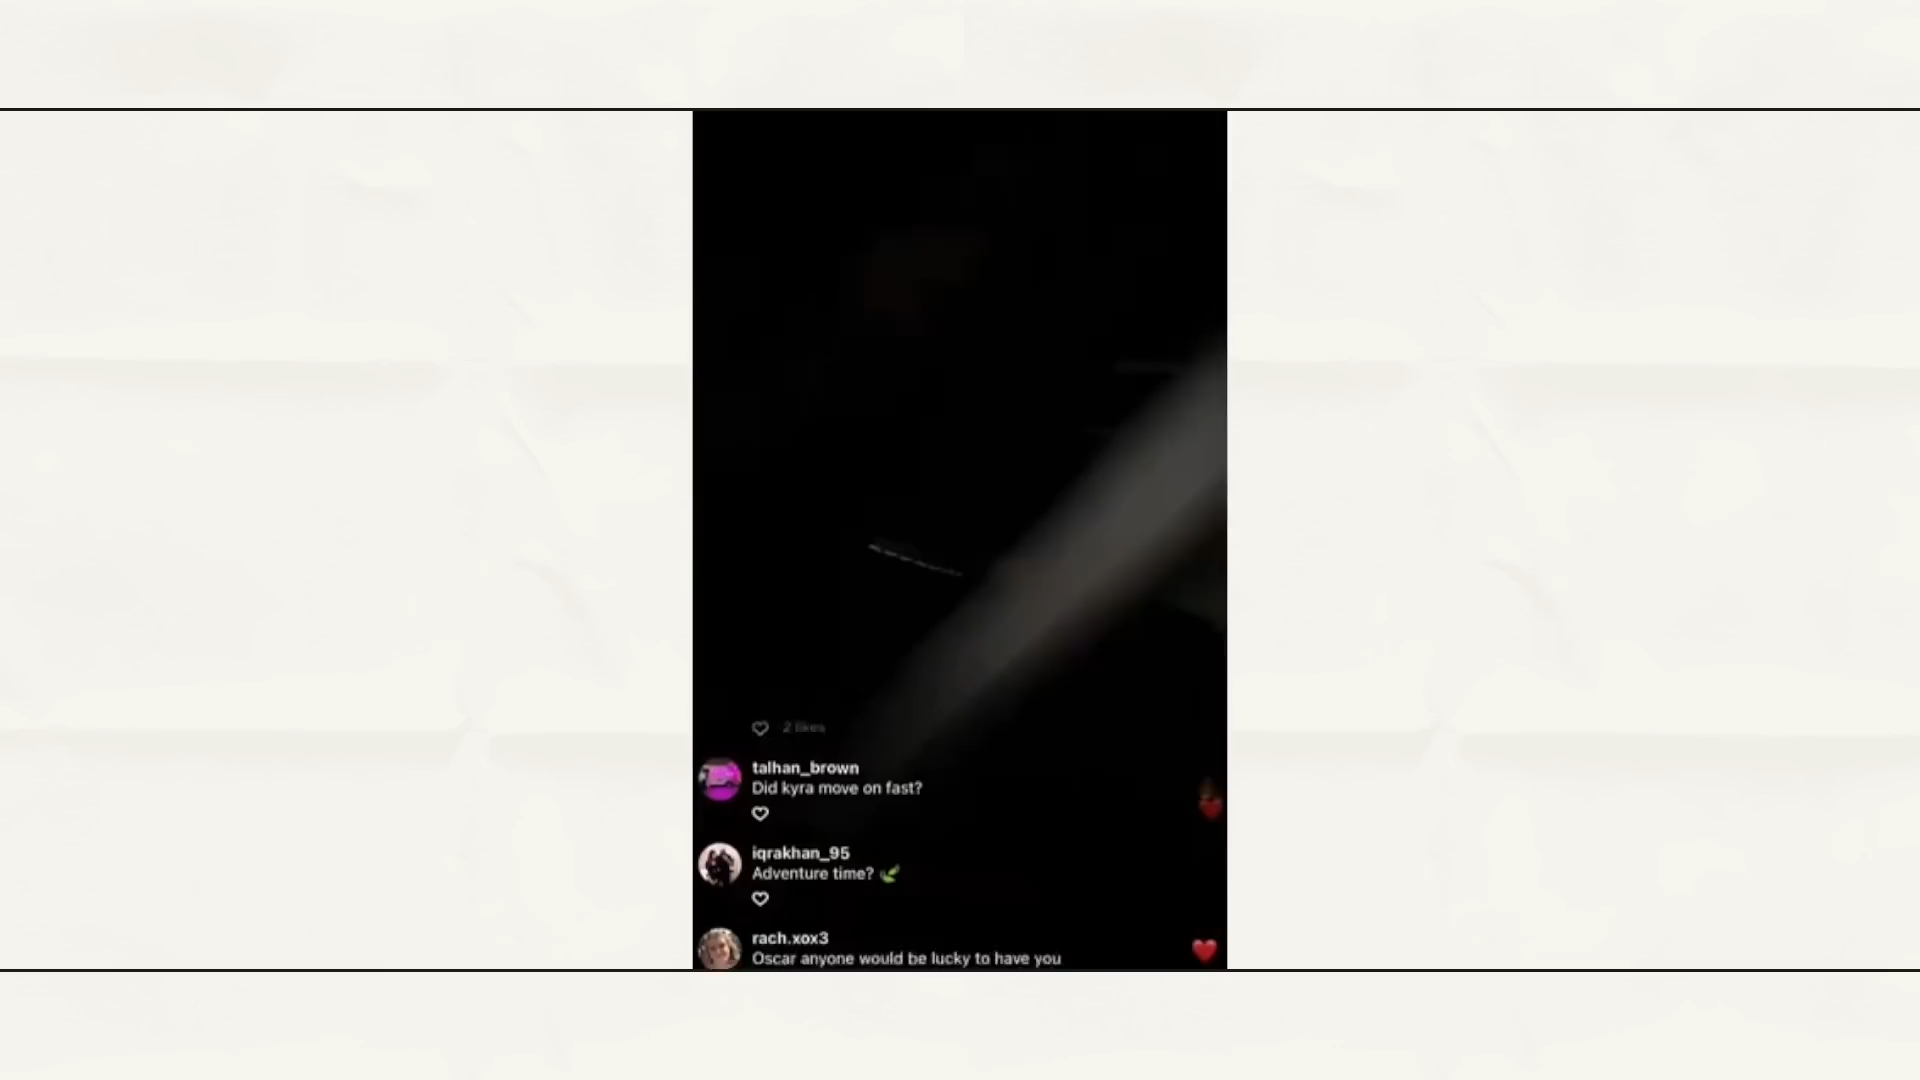 2 likes
talhan_brown
Did kyra move on fast?
iqrakhan_95
Adventure time?
rach.xox3
Oscar anyone would be lucky to have you